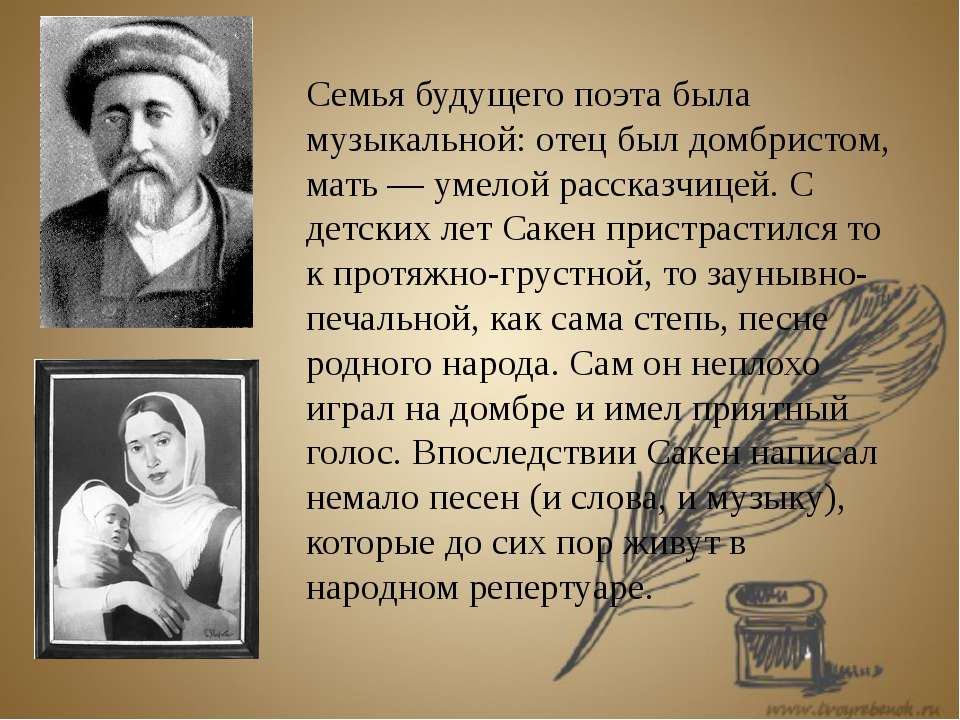 Семья будущего поэта была
музыкальной: отец был домбристом,
мать — умелой рассказчицей. С
детских лет Сакен пристрастился то
к протяжно-грустной, то заунывно-
печальной, как сама степь, песне
родного народа. Сам он неплохо
играл на домбре и имел приятный
голос. Впоследствии Сакен написал
немало песен (и слова, и музыку),
которые до сих пор живут в
народном репертуаре.
www.tvoyrebenok.ru